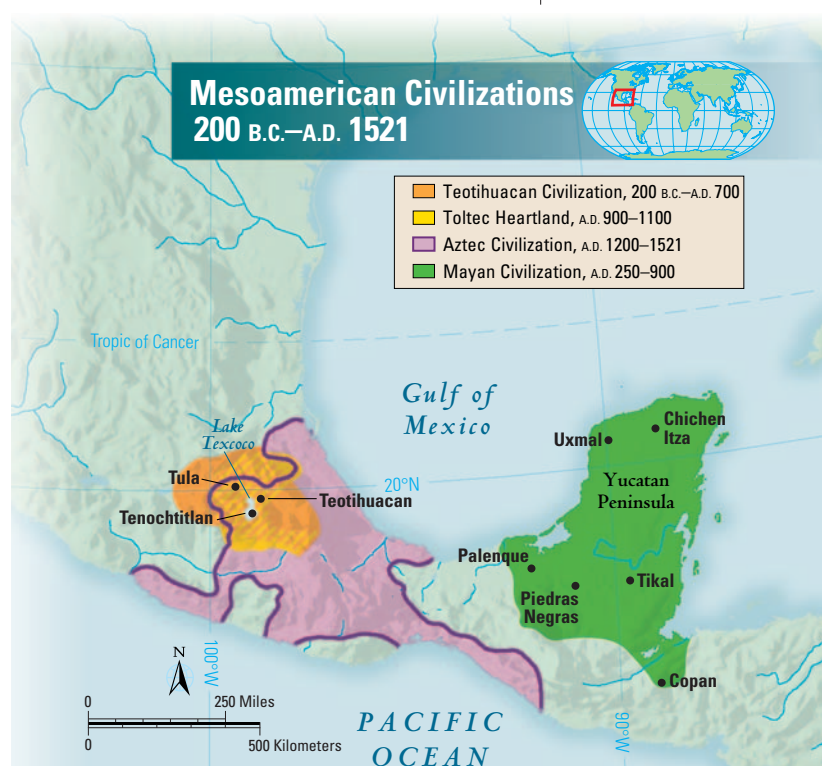 Mesoamerican Civilizations
200 B.C.–A.D. 1521
Teotihuacan Civilization, 200 B.C.–A.D. 700
Toltec Heartland, A.D. 900–1100
Aztec Civilization, A.D. 1200–1521
Mayan Civilization, A.D. 250–900
Tropic of Cancer
Gulf of
Mexico
Lake
Texcoco
Chichen
Itza
Uxmal
Tula
20°N
Yucatan
Peninsula
Teotihuacan
Tenochtitlan
Palenque
Tikal
Piedras
Negras
Copan
N
100°W
0
250 Miles
0
500 Kilometers
PACIFIC
OCEAN
90°W